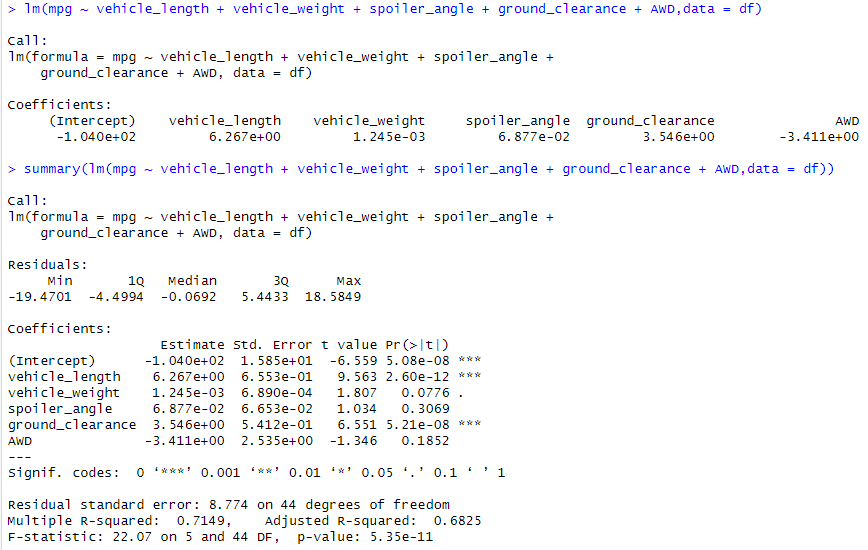 > lm(mpg ~ vehicle_length + vehicle_weight + spoiler_angle + ground_clearance + AWD,data = df)
Call:
lm(formula = mpg ~ vehicle_length + vehicle_weight + spoiler_angle +
    ground_clearance + AWD, data = df)
Coefficients:
     (Intercept)    vehicle_length    vehicle_weight     spoiler_angle  ground_clearance               AWD
      -1.040e+02         6.267e+00         1.245e-03         6.877e-02         3.546e+00        -3.411e+00
> summary(lm(mpg ~ vehicle_length + vehicle_weight + spoiler_angle + ground_clearance + AWD,data = df))
Call:
lm(formula = mpg ~ vehicle_length + vehicle_weight + spoiler_angle +
    ground_clearance + AWD, data = df)
Residuals:
     Min       1Q   Median       3Q      Max
-19.4701  -4.4994  -0.0692   5.4433  18.5849
Coefficients:
                   Estimate Std. Error t value Pr(>|t|)
(Intercept)      -1.040e+02  1.585e+01  -6.559 5.08e-08 ***
vehicle_length    6.267e+00  6.553e-01   9.563 2.60e-12 ***
vehicle_weight    1.245e-03  6.890e-04   1.807   0.0776 .
spoiler_angle     6.877e-02  6.653e-02   1.034   0.3069
ground_clearance  3.546e+00  5.412e-01   6.551 5.21e-08 ***
AWD              -3.411e+00  2.535e+00  -1.346   0.1852
---
Signif. codes:  0 ‘***’ 0.001 ‘**’ 0.01 ‘*’ 0.05 ‘.’ 0.1 ‘ ’ 1
Residual standard error: 8.774 on 44 degrees of freedom
Multiple R-squared:  0.7149,    Adjusted R-squared:  0.6825
F-statistic: 22.07 on 5 and 44 DF,  p-value: 5.35e-11